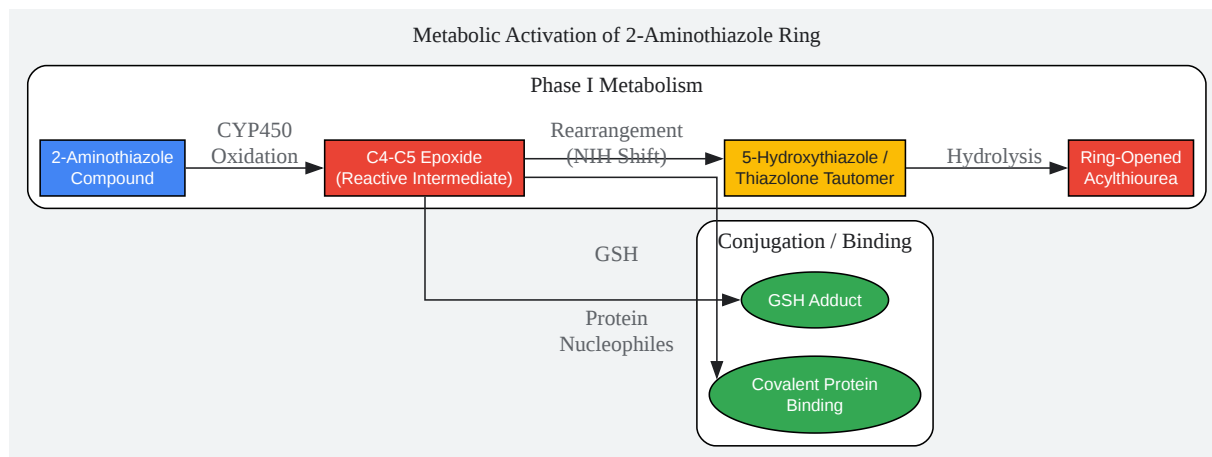 Metabolic Activation of 2-Aminothiazole Ring
Phase I Metabolism
2-Aminothiazole
Compound
CYP450
Oxidation
C4-C5 Epoxide
(Reactive Intermediate)
Rearrangement
(NIH Shift)
5-Hydroxythiazole /
Thiazolone Tautomer
Hydrolysis
Ring-Opened
Acylthiourea
Conjugation / Binding
GSH
GSH Adduct
Protein
Nucleophiles
Covalent Protein
Binding